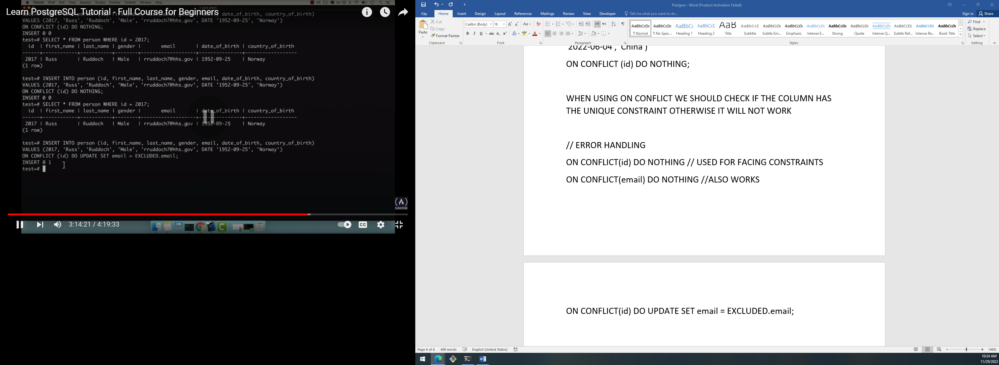 iTerm2 Shell Edit View Session Scripts Profiles Toolbelt Window Help
1. psql (psql)
Learn PostgreSQL Tutorial - Full Course for Beginners
VALUES (2017, 'Russ', 'Ruddoch', 'Male', 'rruddoch7@hhs.gov', DATE '1952-09-25', 'Norway')
ON CONFLICT (id) DO NOTHING;
INSERT 0 0
test=# SELECT * FROM person WHERE id = 2017;
id | first_name | last_name | gender | email | date_of_birth | country_of_birth
------+------------+-----------+--------+-------------------+---------------+------------------
2017 | Russ | Ruddoch | Male | rruddoch7@hhs.gov | 1952-09-25 | Norway
(1 row)
test=# INSERT INTO person (id, first_name, last_name, gender, email, date_of_birth, country_of_birth)
VALUES (2017, 'Russ', 'Ruddoch', 'Male', 'rruddoch7@hhs.gov', DATE '1952-09-25', 'Norway')
ON CONFLICT (id) DO NOTHING;
INSERT 0 0
test=# SELECT * FROM person WHERE id = 2017;
id | first_name | last_name | gender | email | date_of_birth | country_of_birth
------+------------+-----------+--------+-------------------+---------------+------------------
2017 | Russ | Ruddoch | Male | rruddoch7@hhs.gov | 1952-09-25 | Norway
(1 row)
test=# INSERT INTO person (id, first_name, last_name, gender, email, date_of_birth, country_of_birth)
VALUES (2017, 'Russ', 'Ruddoch', 'Male', 'rruddoch7@hhs.gov', DATE '1952-09-25', 'Norway')
ON CONFLICT (id) DO UPDATE SET email = EXCLUDED.email;
INSERT 0 1
test=#
SUBSCRIBE
3:14:21 / 4:19:33
CC
Postgres - Word (Product Activation Failed)
File Home Insert Design Layout References Mailings Review View Developer Tell me what you want to do... Sign in Share
Paste
Cut
Copy
Format Painter
Clipboard
Calibri (Body) 16
Font
Paragraph
AaBbCcDc ¶ Normal
AaBbCcDc ¶ No Spac...
AaBbCc Heading 1
AaBbCcE Heading 2
AaB Title
AaBbCcC Subtitle
AaBbCcDt Subtle Em...
AaBbCcDt Emphasis
AaBbCcDt Intense E...
AaBbCcDc Strong
AaBbCcDt Quote
AaBbCcDt Intense Q...
AABBCCDE Subtle Ref...
AABBCCDE Intense Re...
AaBbCcDt Book Title
Styles
Find
Replace
Select
Editing
'2022-06-04', 'China')
ON CONFLICT (id) DO NOTHING;
WHEN USING ON CONFLICT WE SHOULD CHECK IF THE COLUMN HAS
THE UNIQUE CONSTRAINT OTHERWISE IT WILL NOT WORK
// ERROR HANDLING
ON CONFLICT(id) DO NOTHING // USED FOR FACING CONSTRAINTS
ON CONFLICT(email) DO NOTHING //ALSO WORKS
ON CONFLICT(id) DO UPDATE SET email = EXCLUDED.email;
Page 6 of 6 409 words English (United States) 146%
10:24 AM
11/29/2022